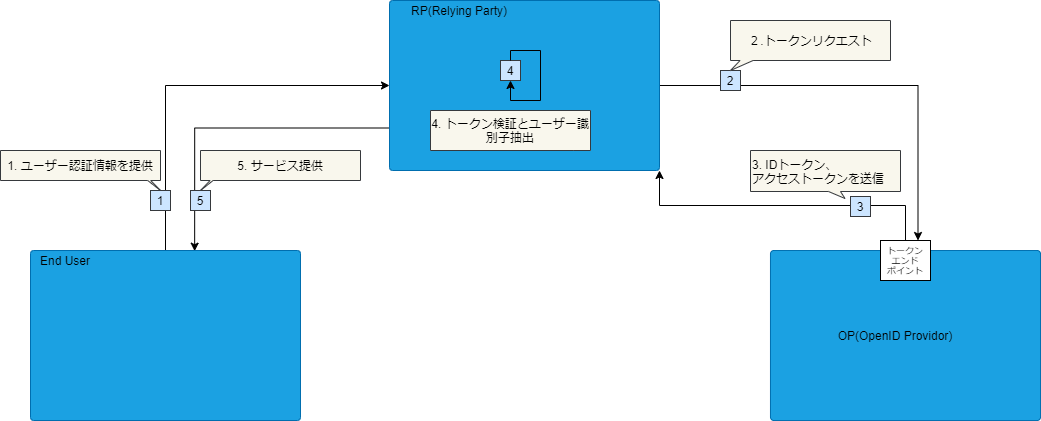 RP(Relying Party)
4
4. トークン検証とユーザー識
別子抽出
２.トークンリクエスト
2
1. ユーザー認証情報を提供
1
5. サービス提供
5
3. IDトークン、
アクセストークンを送信
3
End User
トークン
エンド
ポイント
OP(OpenID Providor)